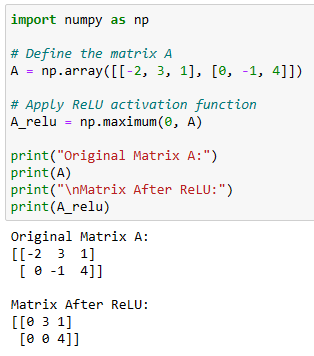 import numpy as np
# Define the matrix A
A = np.array([[-2, 3, 1], [0, -1, 4]])
# Apply ReLU activation function
A_relu = np.maximum(0, A)
print("Original Matrix A:")
print(A)
print("\nMatrix After ReLU:")
print(A_relu)
Original Matrix A:
[[-2  3  1]
 [ 0 -1  4]]
Matrix After ReLU:
[[0 3 1]
 [0 0 4]]